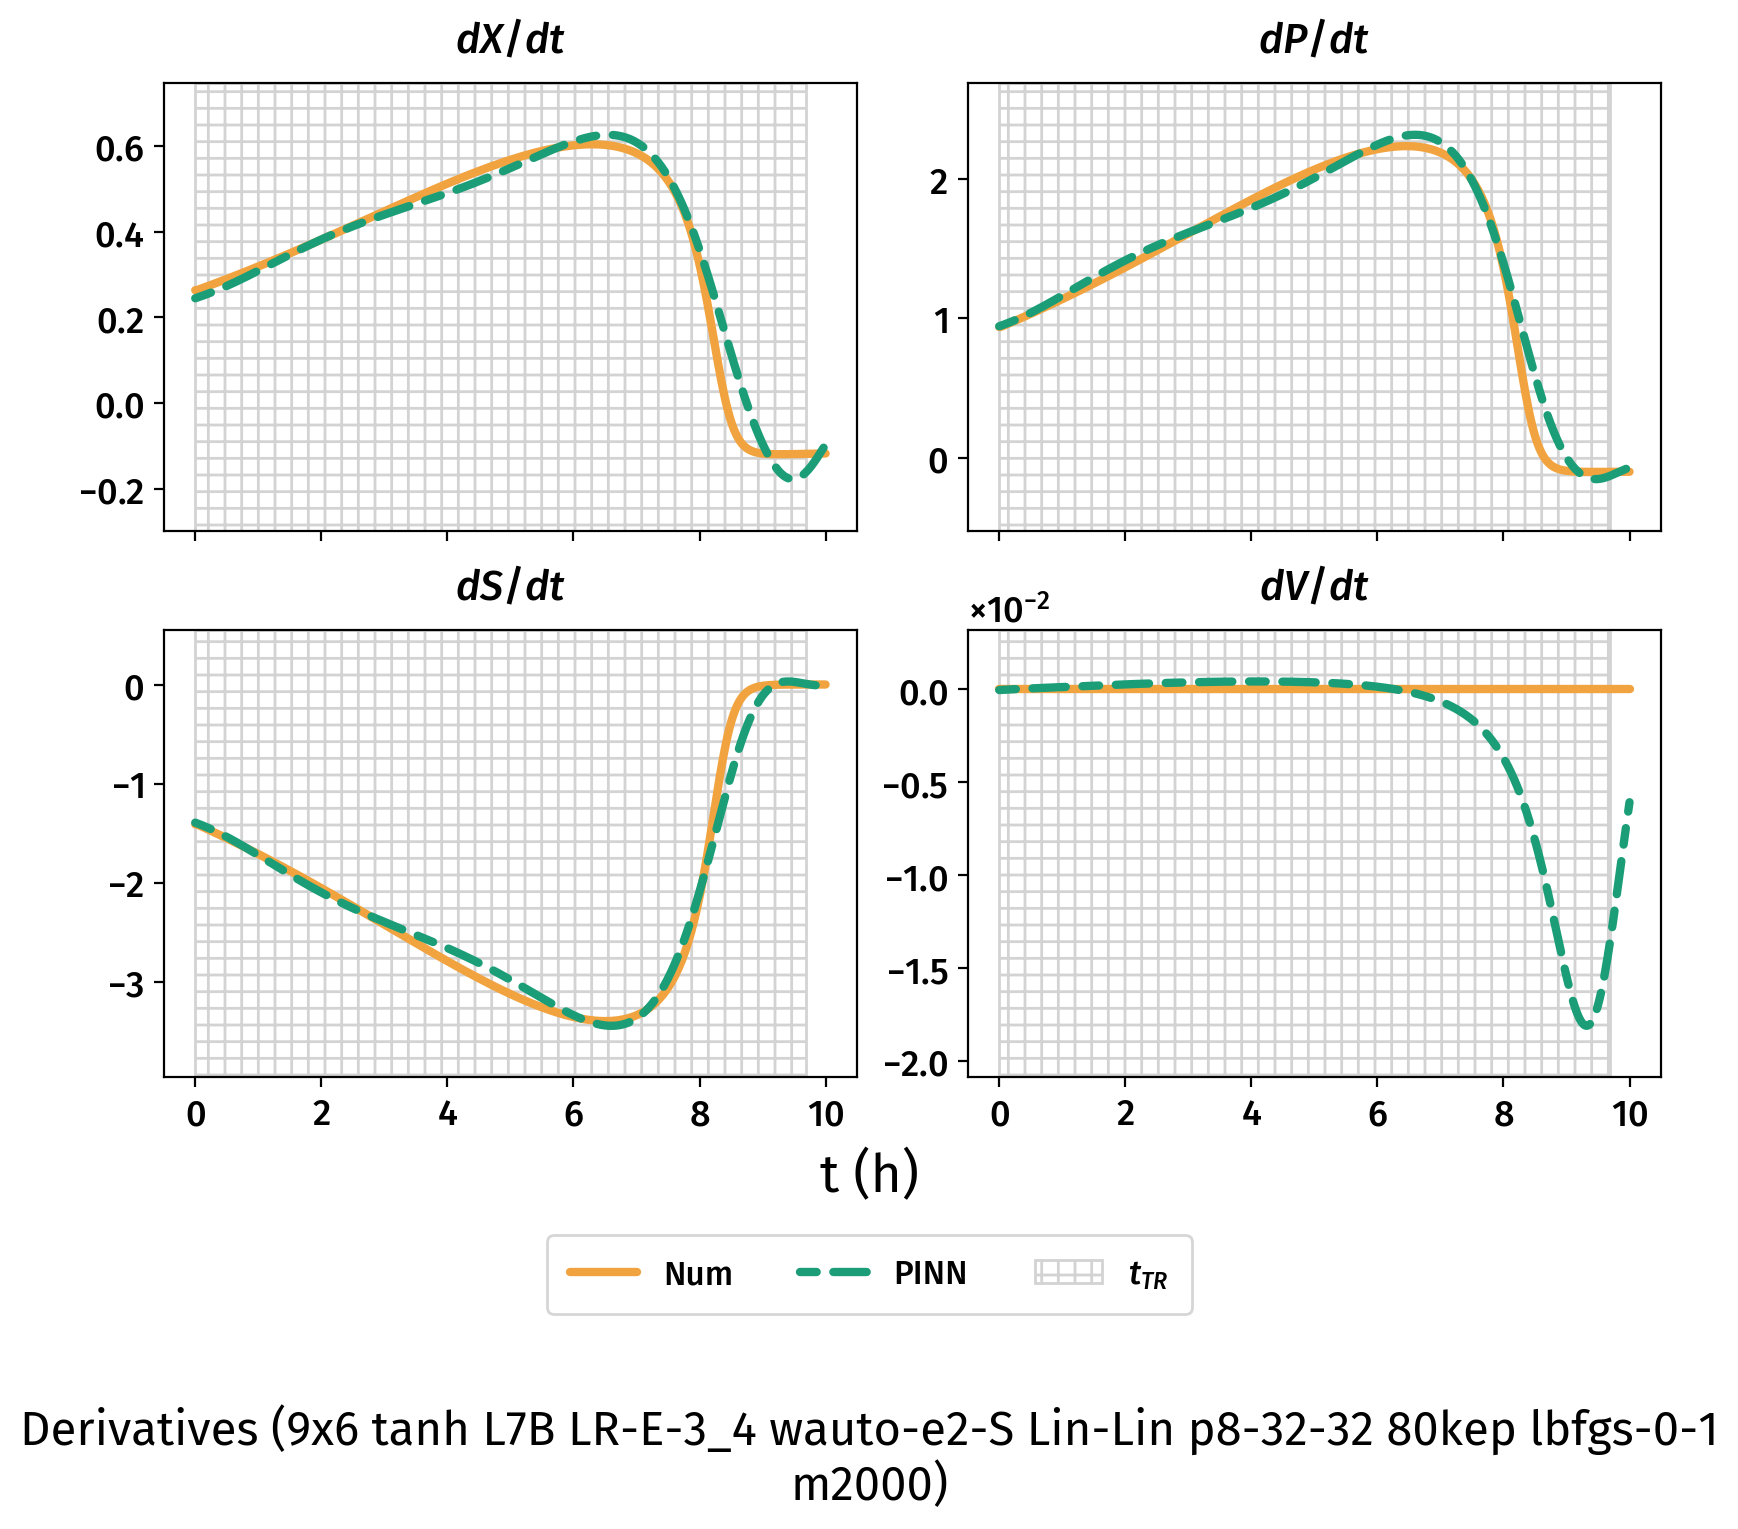 dX/dt
dP/dt
0.6
0.4
0.2
0.0
−0.2
2
1
0
dS/dt
dV/dt
×10⁻²
0
−1
−2
−3
0.0
−0.5
−1.0
−1.5
−2.0
0 2 4 6 8 10
0 2 4 6 8 10
t (h)
Num PINN t_TR
Derivatives (9x6 tanh L7B LR-E-3_4 wauto-e2-S Lin-Lin p8-32-32 80kep lbfgs-0-1
m2000)